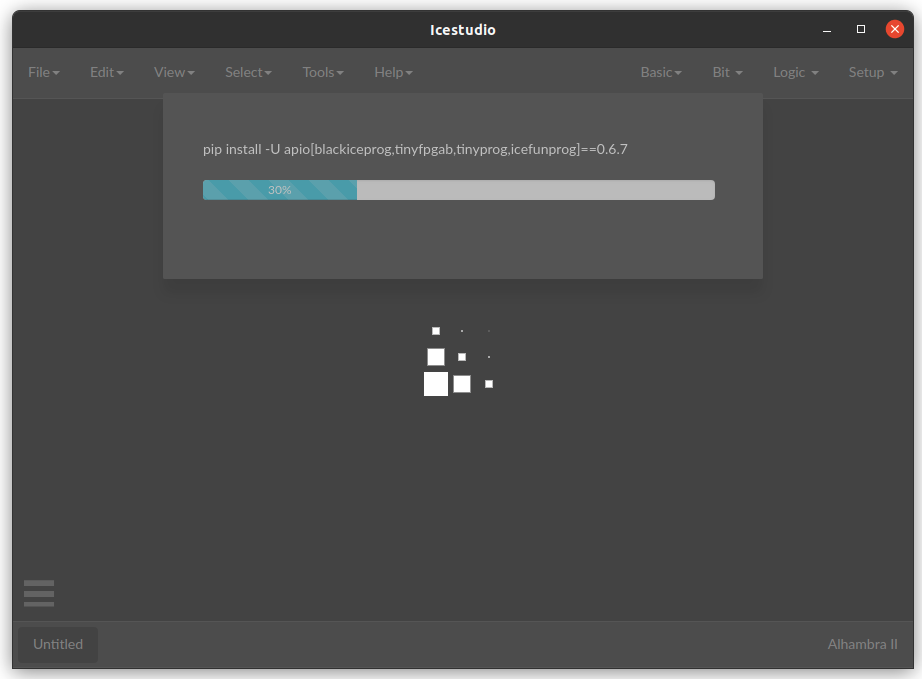 Icestudio
File Edit View Select Tools Help Basic Bit Logic Setup
pip install -U apio[blackiceprog,tinyfpgab,tinyprog,icefunprog]==0.6.7
30%
Untitled Alhambra II